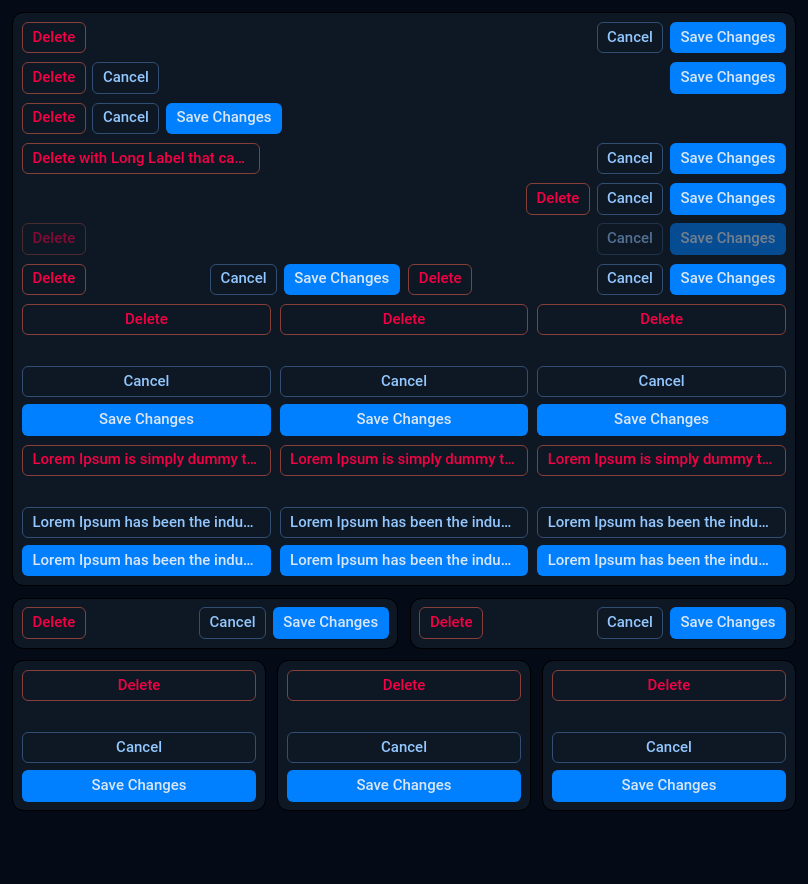 Delete Cancel Save Changes
Delete Cancel Save Changes
Delete Cancel Save Changes
Delete with Long Label that ca... Cancel Save Changes
Delete Cancel Save Changes
Delete Cancel Save Changes
Delete Cancel Save Changes Delete Cancel Save Changes
Delete Delete Delete
Cancel Cancel Cancel
Save Changes Save Changes Save Changes
Lorem Ipsum is simply dummy t... Lorem Ipsum is simply dummy t... Lorem Ipsum is simply dummy t...
Lorem Ipsum has been the indu... Lorem Ipsum has been the indu... Lorem Ipsum has been the indu...
Lorem Ipsum has been the indu... Lorem Ipsum has been the indu... Lorem Ipsum has been the indu...
Delete Cancel Save Changes Delete Cancel Save Changes
Delete Delete Delete
Cancel Cancel Cancel
Save Changes Save Changes Save Changes